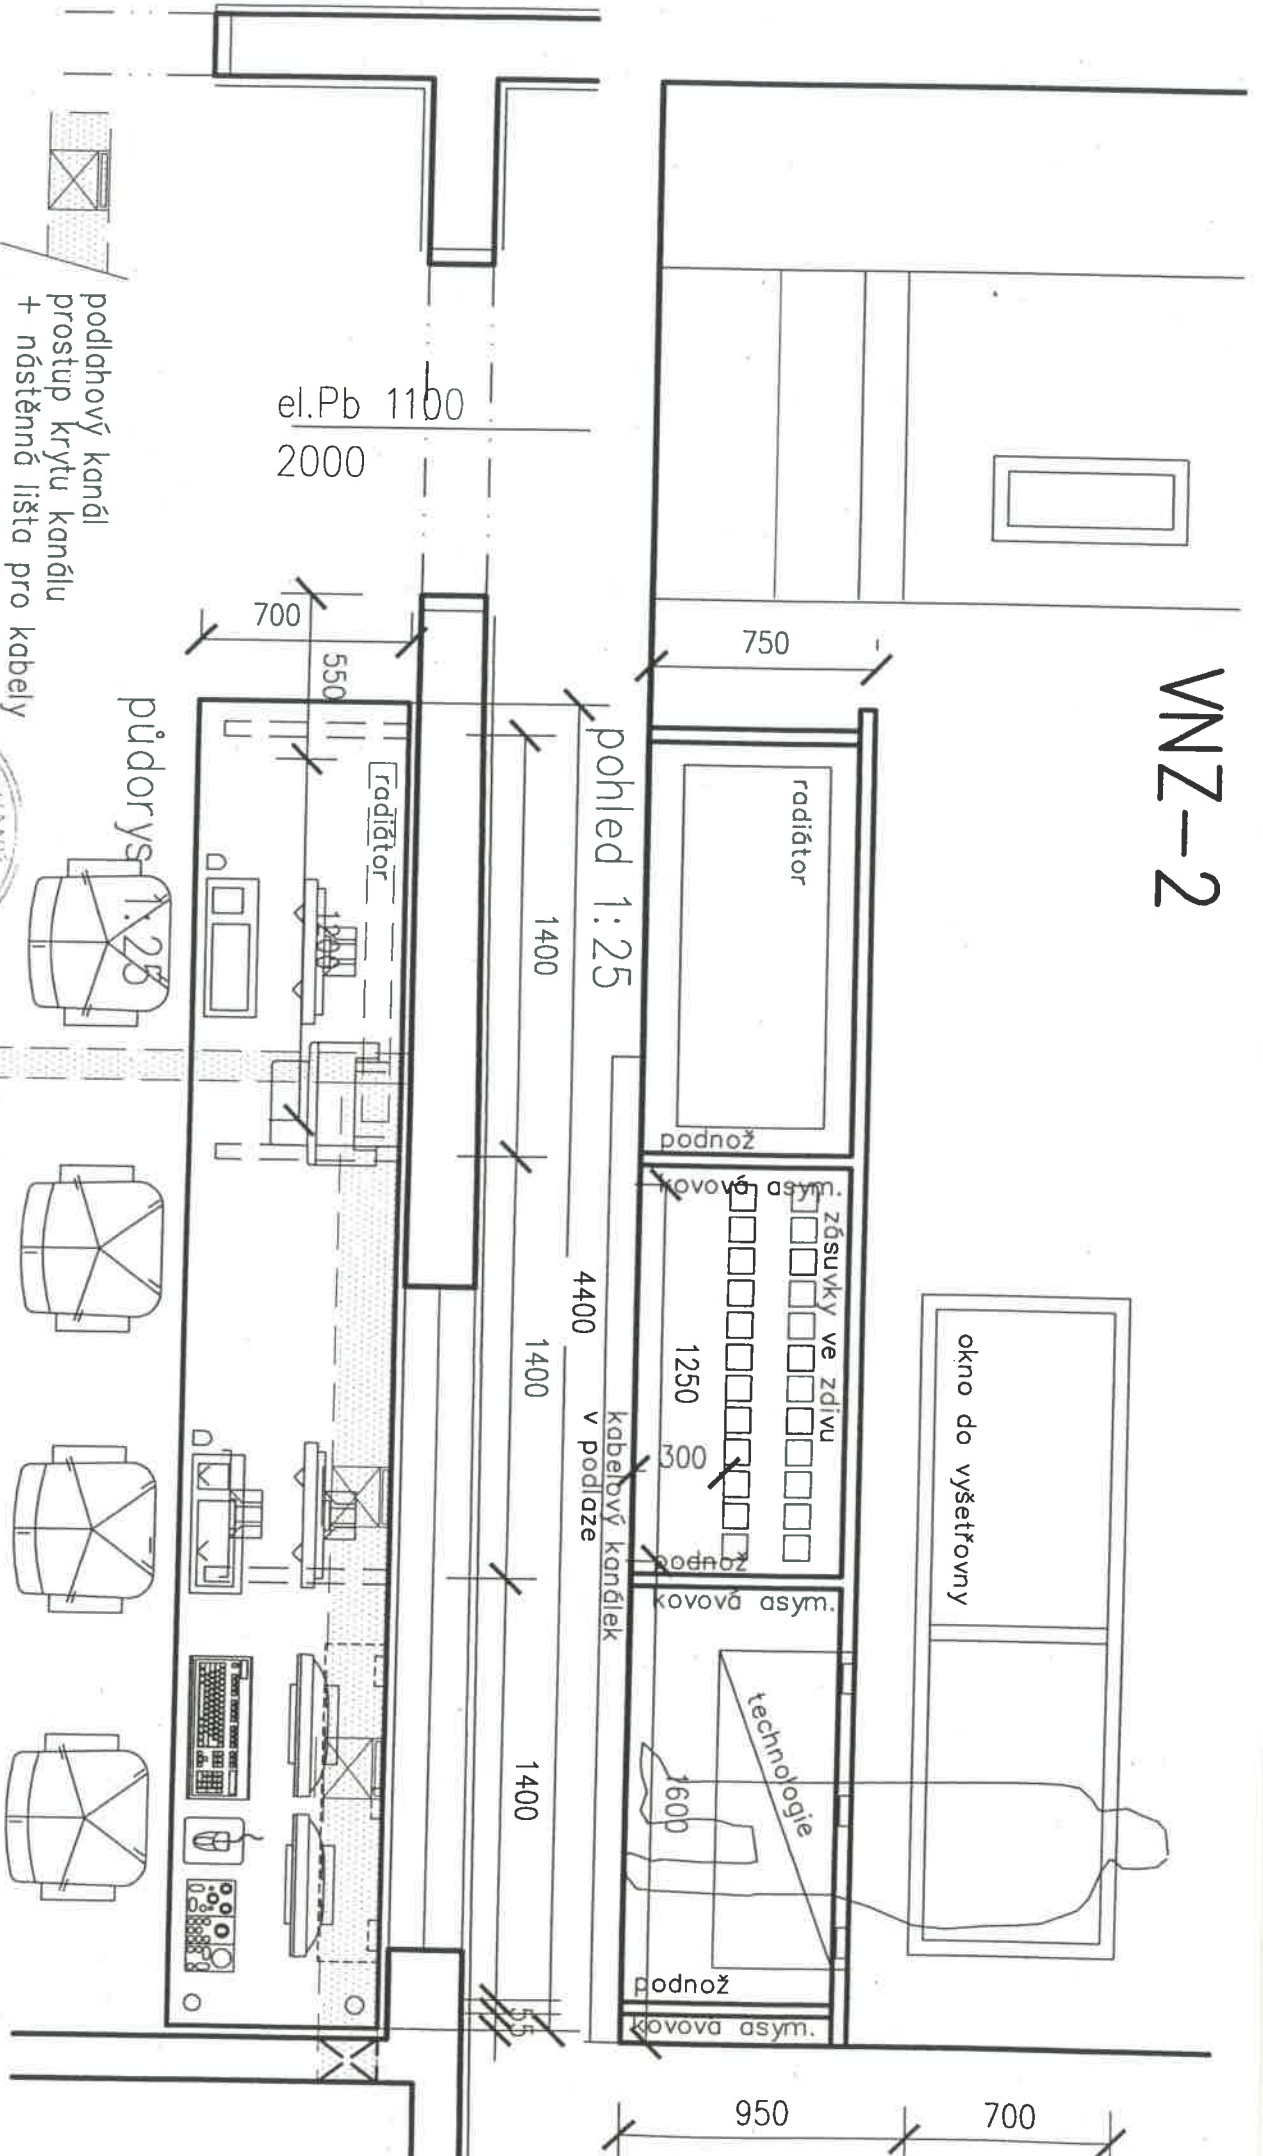 VNZ-2
el.Pb 1100
2000
podlahový kanál
prostup krytu kanálu
+ nástěnná lišta pro kabely
700
550
750
půdorys 1:25
pohled 1:25
radiátor
radiátor
1200
1400
1400
1400
4400
55
podnož
kovová asym.
zásuvky ve zdivu
1250
300
kabelový kanálek
v podlaze
podnož
kovová asym.
okno do vyšetřovny
technologie
1600
podnož
kovová asym.
950
700
D
D